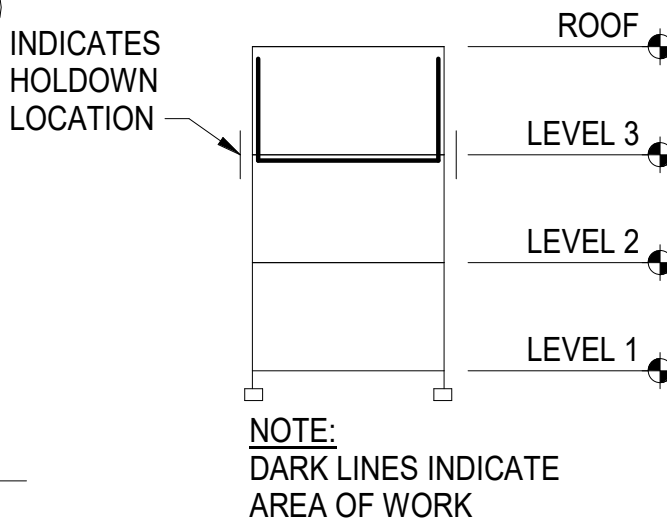 INDICATES
HOLDOWN
LOCATION
ROOF
LEVEL 3
LEVEL 2
LEVEL 1
NOTE:
DARK LINES INDICATE
AREA OF WORK